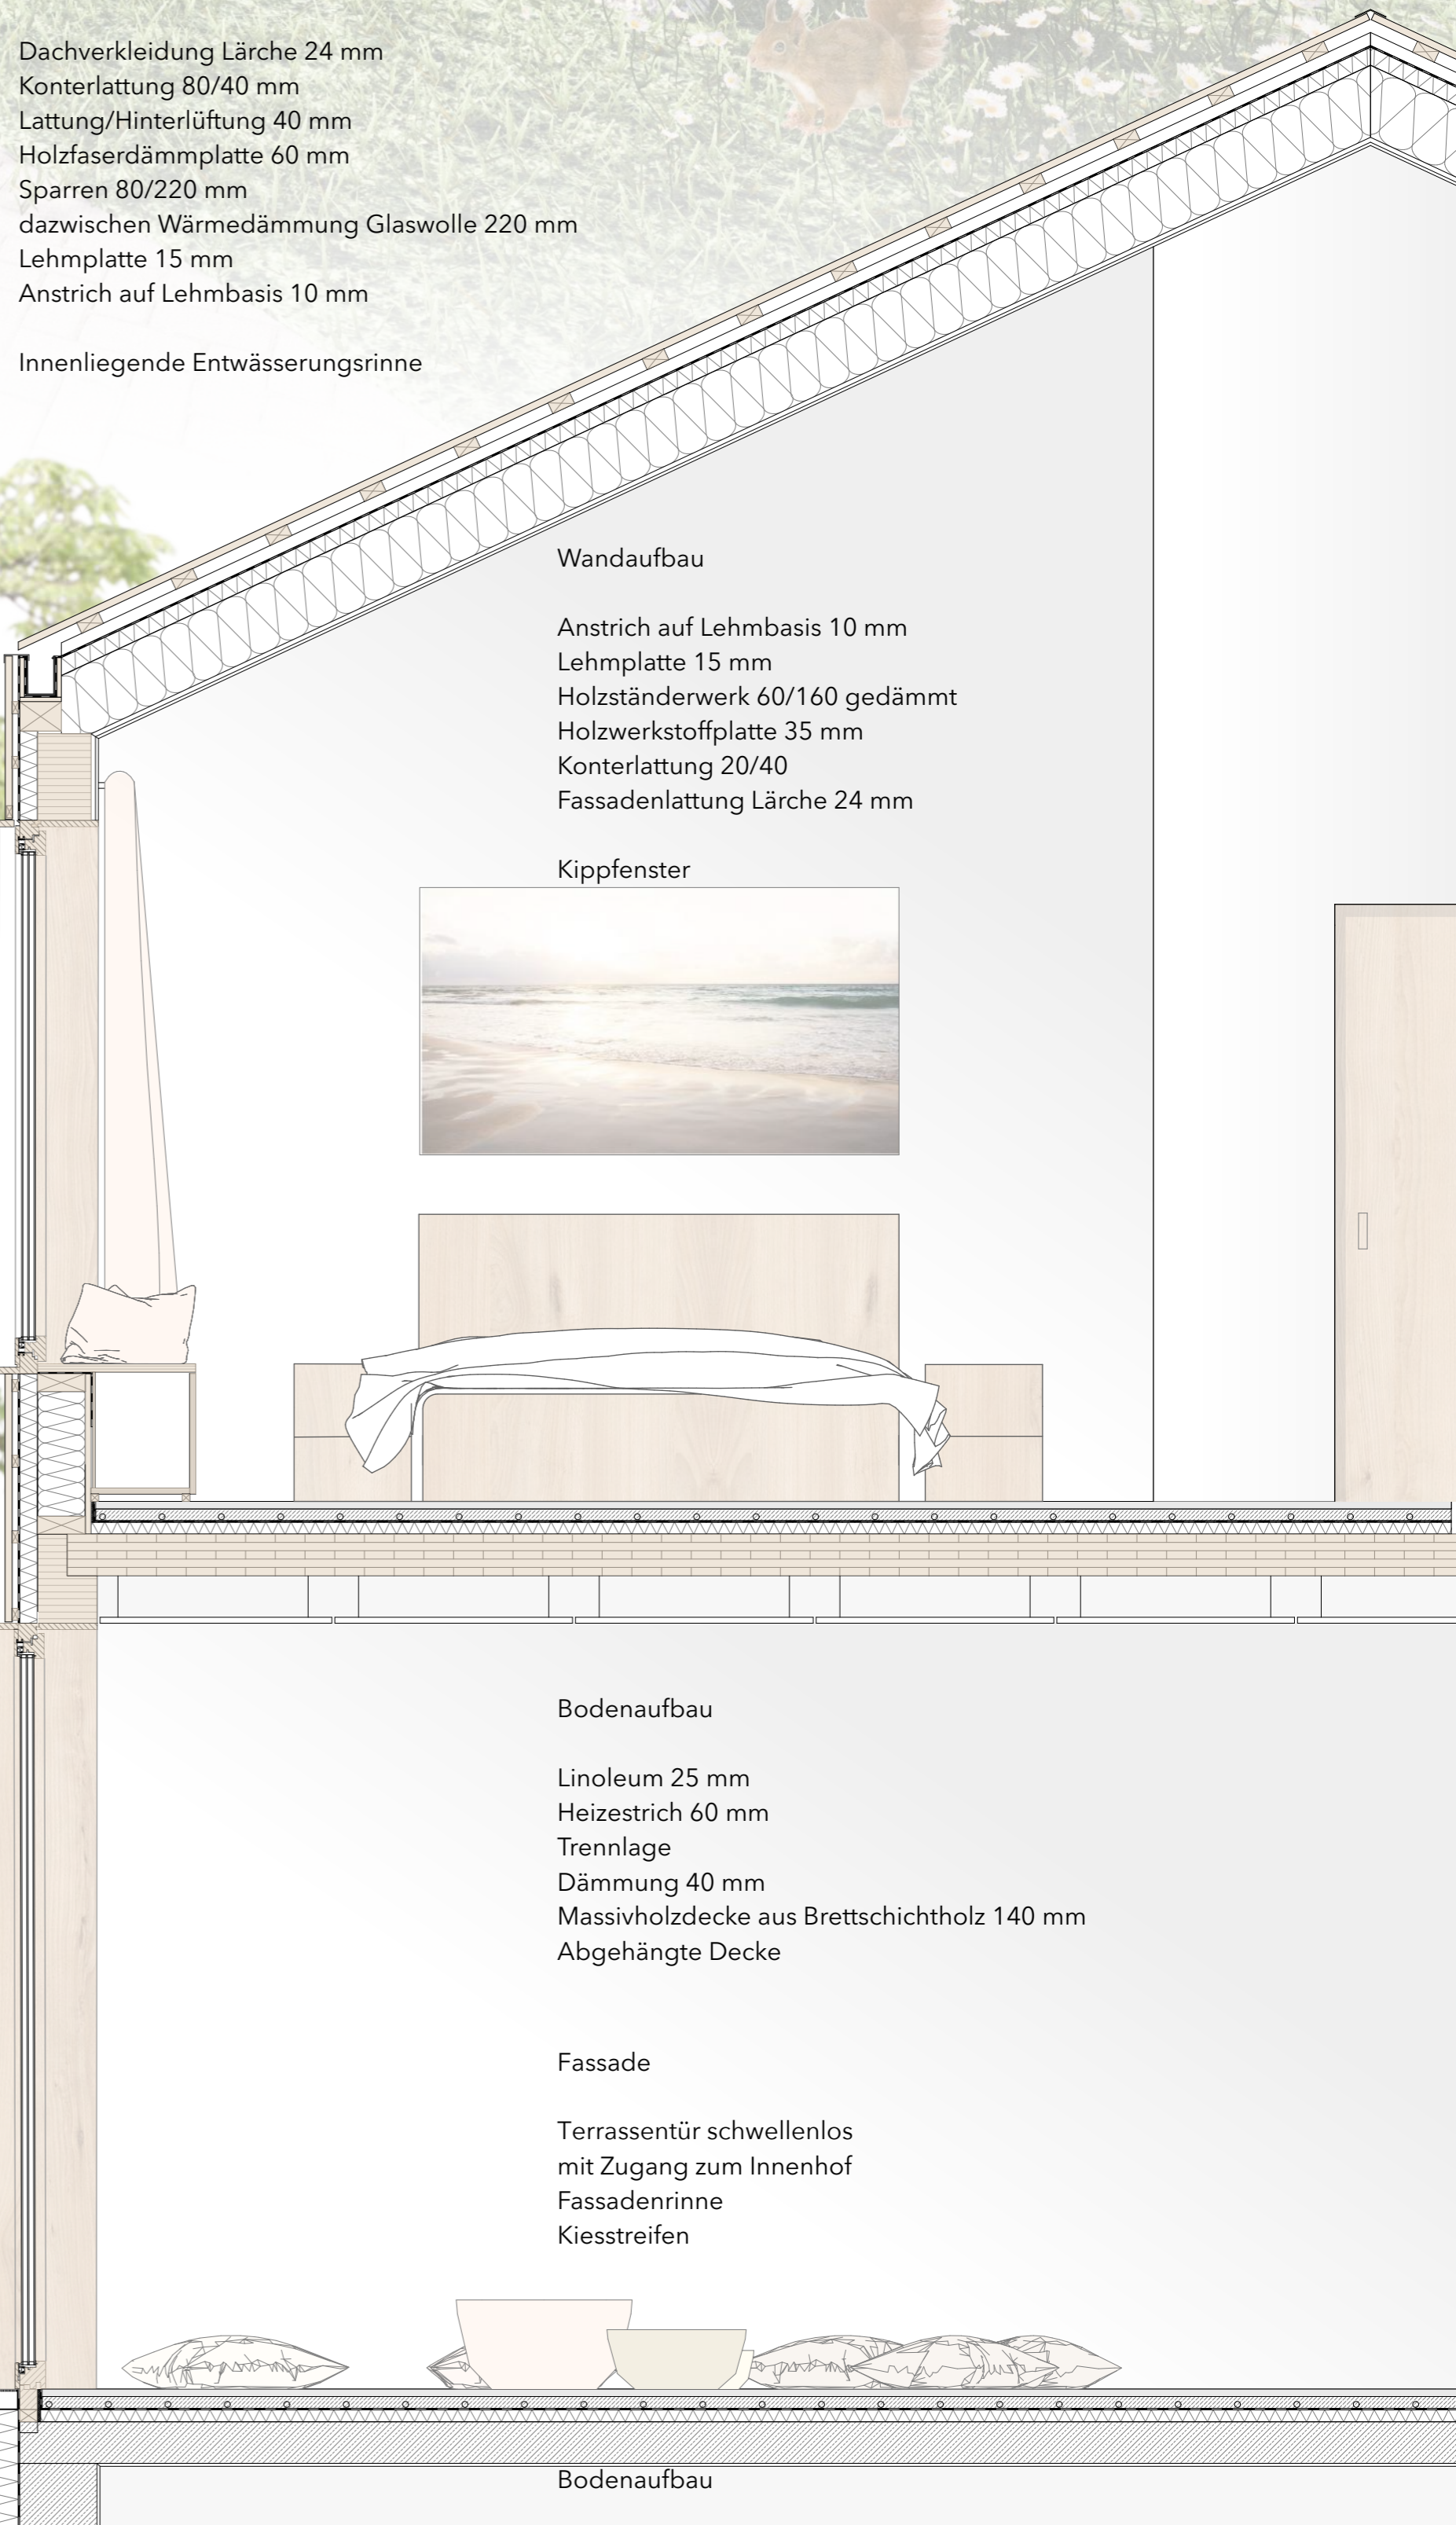 Dachverkleidung Lärche 24 mm
Konterlattung 80/40 mm
Lattung/Hinterlüftung 40 mm
Holzfaserdämmplatte 60 mm
Sparren 80/220 mm
dazwischen Wärmedämmung Glaswolle 220 mm
Lehmplatte 15 mm
Anstrich auf Lehmbasis 10 mm
Innenliegende Entwässerungsrinne
Wandaufbau
Anstrich auf Lehmbasis 10 mm
Lehmplatte 15 mm
Holzständerwerk 60/160 gedämmt
Holzwerkstoffplatte 35 mm
Konterlattung 20/40
Fassadenlattung Lärche 24 mm
Kippfenster
Bodenaufbau
Linoleum 25 mm
Heizestrich 60 mm
Trennlage
Dämmung 40 mm
Massivholzdecke aus Brettschichtholz 140 mm
Abgehängte Decke
Fassade
Terrassentür schwellenlos
mit Zugang zum Innenhof
Fassadenrinne
Kiesstreifen
Bodenaufbau